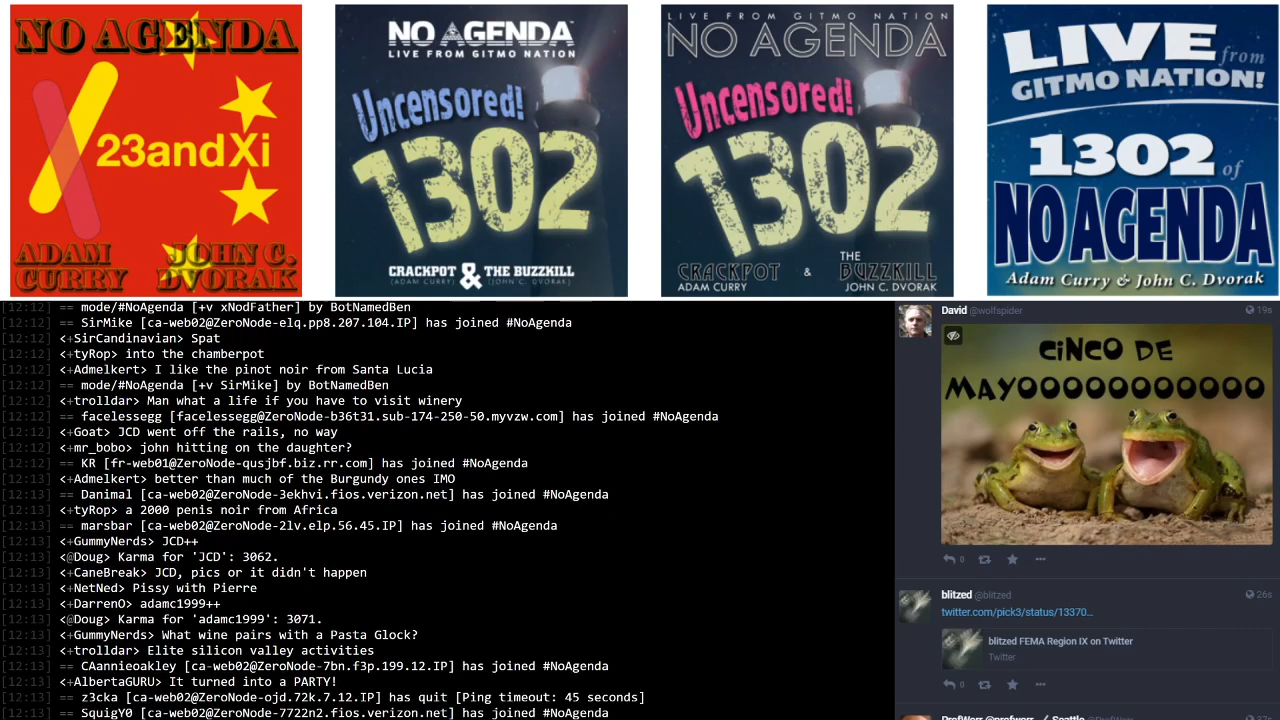 NO AGENDA
23andXi
ADAM CURRY
JOHN C. DVORAK
NO AGENDA
LIVE FROM GITMO NATION
Uncensored!
1302
CRACKPOT & THE BUZZKILL
[ADAM CURRY] [JOHN C. DVORAK]
LIVE FROM GITMO NATION
NO AGENDA
Uncensored!
1302
CRACKPOT & THE BUZZKILL
ADAM CURRY JOHN C. DVORAK
LIVE from
GITMO NATION!
1302 of
NO AGENDA
Adam Curry & John C. Dvorak
[12:12] == mode/#NoAgenda [+v xNodFather] by BotNamedBen
[12:12] == SirMike [ca-web02@ZeroNode-elq.pp8.207.104.IP] has joined #NoAgenda
[12:12] <+SirCandinavian> Spat
[12:12] <+tyRop> into the chamberpot
[12:12] <+Admelkert> I like the pinot noir from Santa Lucia
[12:12] == mode/#NoAgenda [+v SirMike] by BotNamedBen
[12:12] <+trolldar> Man what a life if you have to visit winery
[12:12] == facelessegg [facelessegg@ZeroNode-b36t31.sub-174-250-50.myvzw.com] has joined #NoAgenda
[12:12] <+Goat> JCD went off the rails, no way
[12:12] <+mr_bobo> john hitting on the daughter?
[12:12] == KR [fr-web01@ZeroNode-qusjbf.biz.rr.com] has joined #NoAgenda
[12:13] <+Admelkert> better than much of the Burgundy ones IMO
[12:13] == Danimal [ca-web02@ZeroNode-3ekhvi.fios.verizon.net] has joined #NoAgenda
[12:13] <+tyRop> a 2000 penis noir from Africa
[12:13] == marsbar [ca-web02@ZeroNode-2lv.elp.56.45.IP] has joined #NoAgenda
[12:13] <+GummyNerds> JCD++
[12:13] <@Doug> Karma for 'JCD': 3062.
[12:13] <+CaneBreak> JCD, pics or it didn't happen
[12:13] <+NetNed> Pissy with Pierre
[12:13] <+DarrenO> adamc1999++
[12:13] <@Doug> Karma for 'adamc1999': 3071.
[12:13] <+GummyNerds> What wine pairs with a Pasta Glock?
[12:13] <+trolldar> Elite silicon valley activities
[12:13] == CAannieoakley [ca-web02@ZeroNode-7bn.f3p.199.12.IP] has joined #NoAgenda
[12:13] <+AlbertaGURU> It turned into a PARTY!
[12:13] == z3cka [ca-web02@ZeroNode-ojd.72k.7.12.IP] has quit [Ping timeout: 45 seconds]
[12:13] == SquigY0 [ca-web02@ZeroNode-7722n2.fios.verizon.net] has joined #NoAgenda
David @wolfspider 19s
CiNCO DE
MAYOOOOOOOOOOO
0
blitzed @blitzed 26s
twitter.com/pick3/status/13370…
blitzed FEMA Region IX on Twitter
Twitter
0
ProfWorr @profworr / Seattle